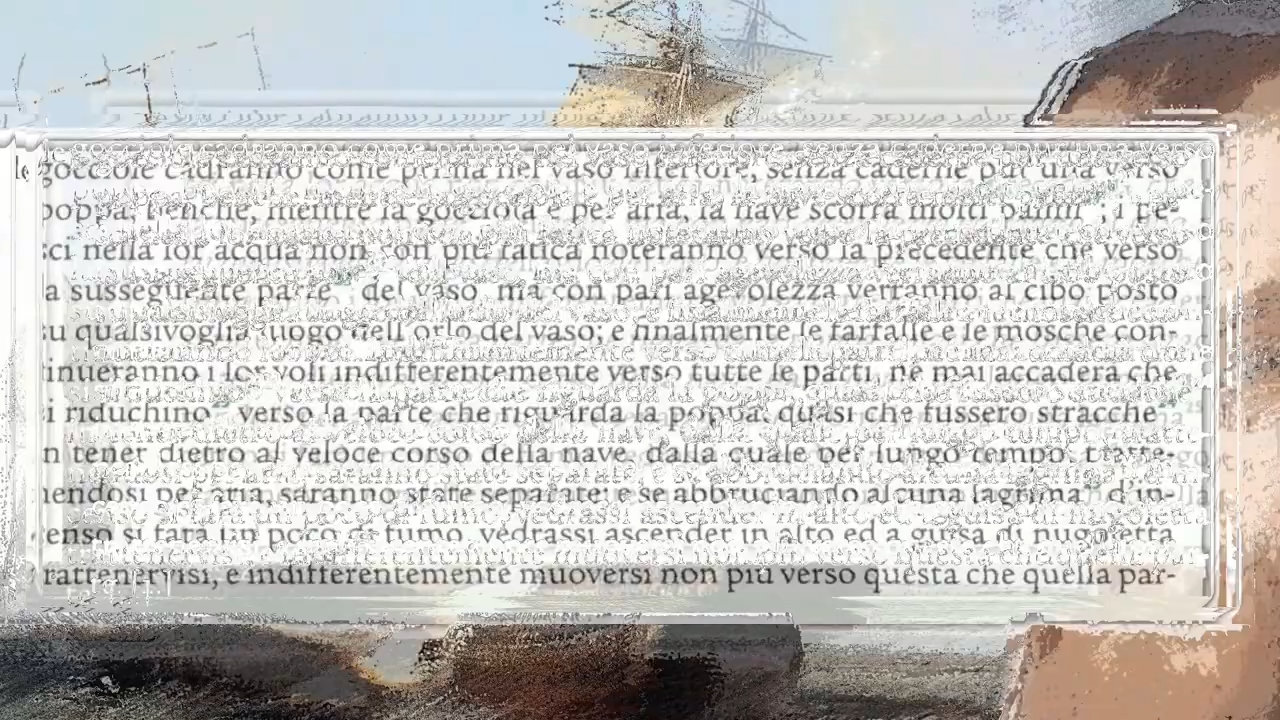 le gocciole cadranno come prima nel vaso inferiore, senza caderne pur una verso
poppa, benche, mentre la gocciola è per aria, la nave scorra molti palmi ; i pe-
sci nella lor acqua non con più fatica noteranno verso la precedente che verso
la susseguente parte del vaso ma con pari agevolezza verranno al cibo posto
su qualsivoglia luogo dell'orlo del vaso; e finalmente le farfalle e le mosche con-
tinueranno i lor voli indifferentemente verso tutte le parti, né mai accaderà che
si riduchino verso la parte che riguarda la poppa, quasi che fussero stracche
in tener dietro al veloce corso della nave, dalla quale per lungo tempo, tratte-
nendosi per aria, saranno state separate; e se abbruciando alcuna lagrima d'in-
censo si farà un poco di fumo, vedrassi ascender in alto ed a guisa di nugoletta
trattenervisi, e indifferentemente muoversi non più verso questa che quella par-